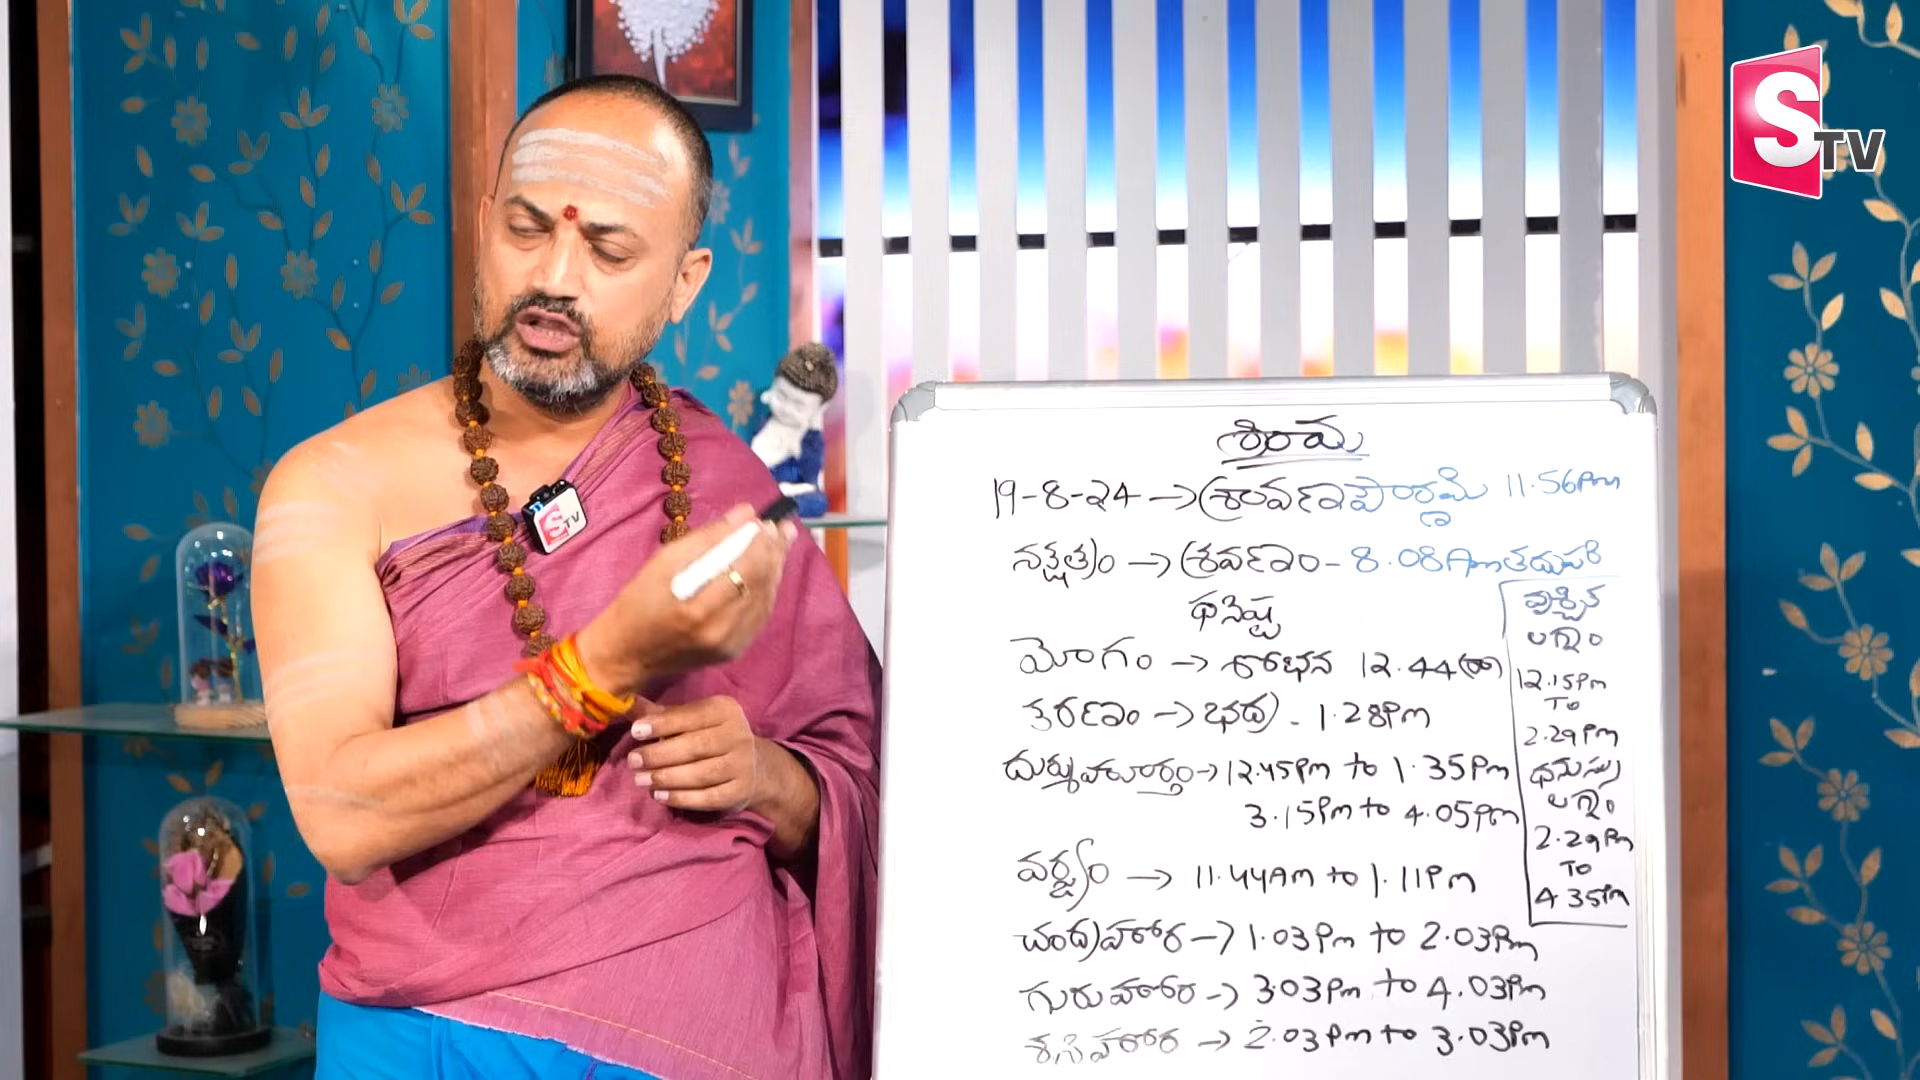 STV
STV
శ్రీరామ
19-8-24 → శ్రావణ పౌర్ణమి 11.56Pm
నక్షత్రం → శ్రవణం - 8.08Am తదుపరి
ధనిష్ట
యోగం → శోభన 12.44(రా)
కరణం → భద్ర - 1.28Pm
దుర్ముహూర్తం → 12.45Pm to 1.35Pm
3.15Pm to 4.05Pm
వర్జ్యం → 11.44Am to 1.11Pm
చంద్రహోర → 1.03Pm to 2.03Pm
గురుహోర → 3.03Pm to 4.03Pm
శనిహోర → 2.03Pm to 3.03Pm
వృశ్చిక
లగ్నం
12.15Pm
To
2.29Pm
ధనుస్సు
లగ్నం
2.29Pm
To
4.35Pm